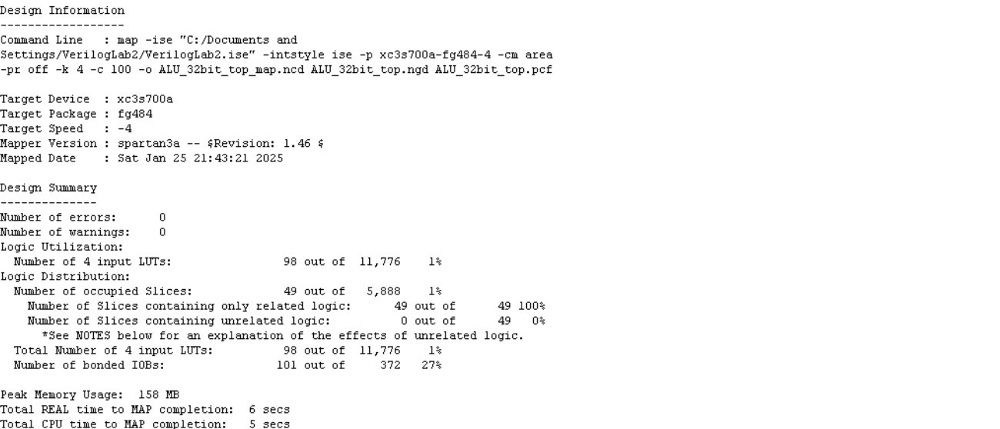 Design Information
------------------
Command Line   : map -ise "C:/Documents and
Settings/VerilogLab2/VerilogLab2.ise" -intstyle ise -p xc3s700a-fg484-4 -cm area
-pr off -k 4 -c 100 -o ALU_32bit_top_map.ncd ALU_32bit_top.ngd ALU_32bit_top.pcf
Target Device  : xc3s700a
Target Package : fg484
Target Speed   : -4
Mapper Version : spartan3a -- $Revision: 1.46 $
Mapped Date    : Sat Jan 25 21:43:21 2025
Design Summary
--------------
Number of errors:      0
Number of warnings:    0
Logic Utilization:
  Number of 4 input LUTs:                98 out of  11,776    1%
Logic Distribution:
  Number of occupied Slices:             49 out of   5,888    1%
    Number of Slices containing only related logic:      49 out of      49 100%
    Number of Slices containing unrelated logic:          0 out of      49   0%
      *See NOTES below for an explanation of the effects of unrelated logic.
  Total Number of 4 input LUTs:          98 out of  11,776    1%
  Number of bonded IOBs:                101 out of     372   27%
Peak Memory Usage:  158 MB
Total REAL time to MAP completion:  6 secs
Total CPU time to MAP completion:   5 secs